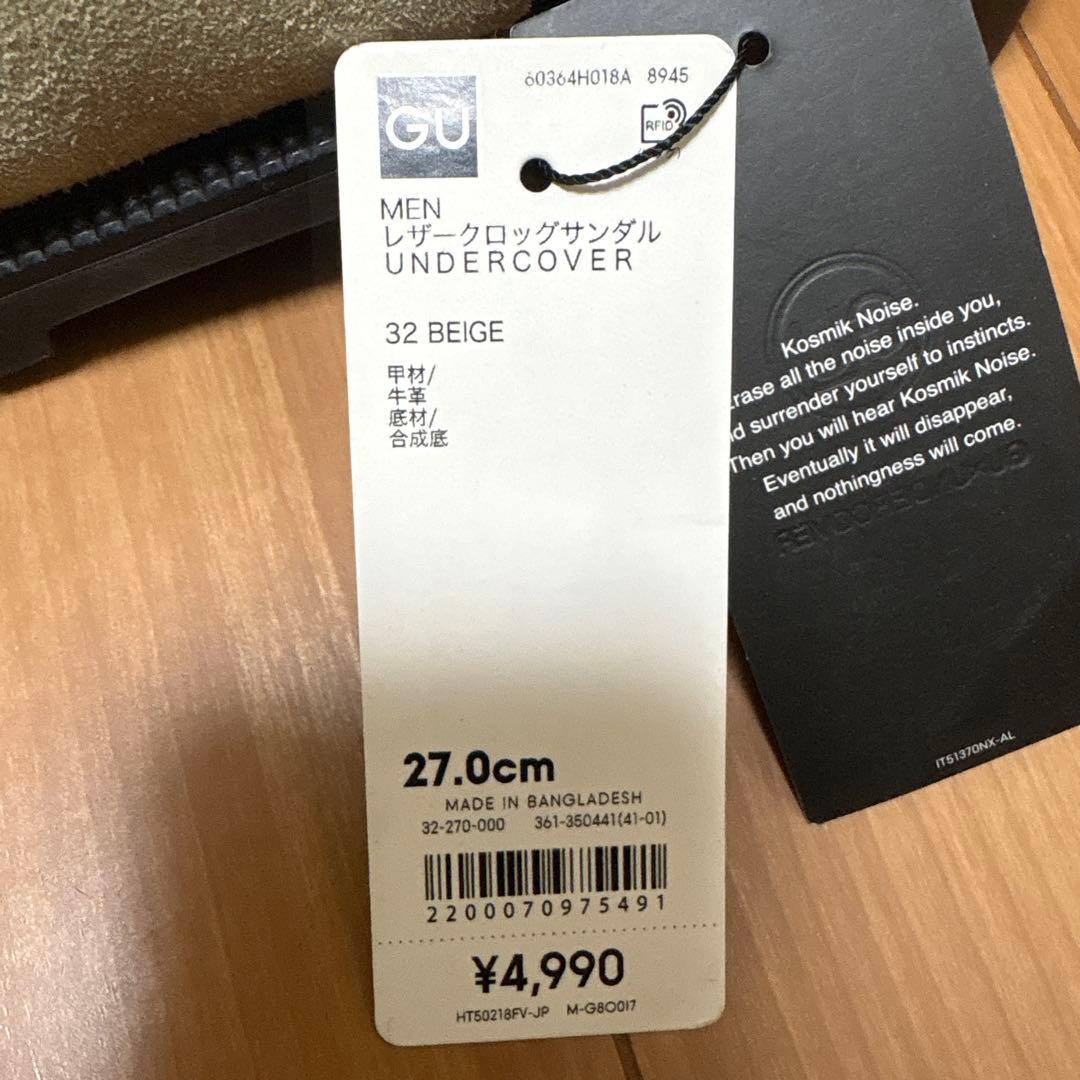 60364H018A 8945
GU
RFID
MEN
レザークロッグサンダル
UNDERCOVER
32 BEIGE
甲材/
牛革
底材/
合成底
27.0cm
MADE IN BANGLADESH
32-270-000 361-350441(41-01)
2200070975491
¥4,990
HT50218FV-JP M-G80017
Kosmik Noise.
all the noise inside you,
surrender yourself to instincts.
Then you will hear Kosmik Noise.
Eventually it will disappear,
and nothingness will come.
IT51370NX-AL